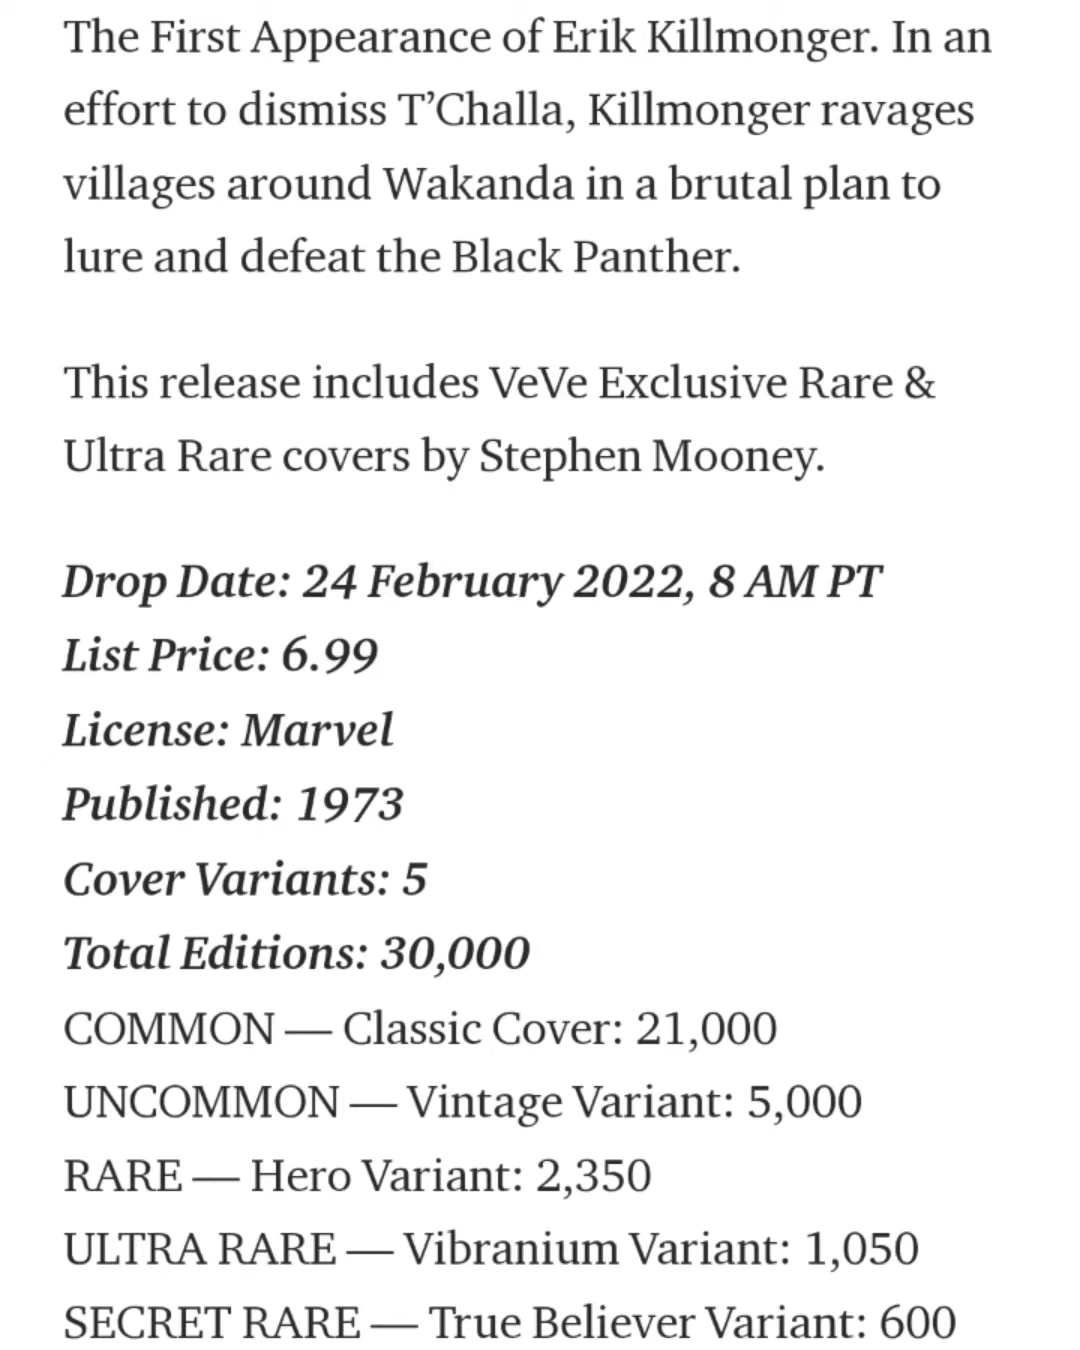 The First Appearance of Erik Killmonger. In an
effort to dismiss T’Challa, Killmonger ravages
villages around Wakanda in a brutal plan to
lure and defeat the Black Panther.
This release includes VeVe Exclusive Rare &
Ultra Rare covers by Stephen Mooney.
Drop Date: 24 February 2022, 8 AM PT
List Price: 6.99
License: Marvel
Published: 1973
Cover Variants: 5
Total Editions: 30,000
COMMON — Classic Cover: 21,000
UNCOMMON — Vintage Variant: 5,000
RARE — Hero Variant: 2,350
ULTRA RARE — Vibranium Variant: 1,050
SECRET RARE — True Believer Variant: 600